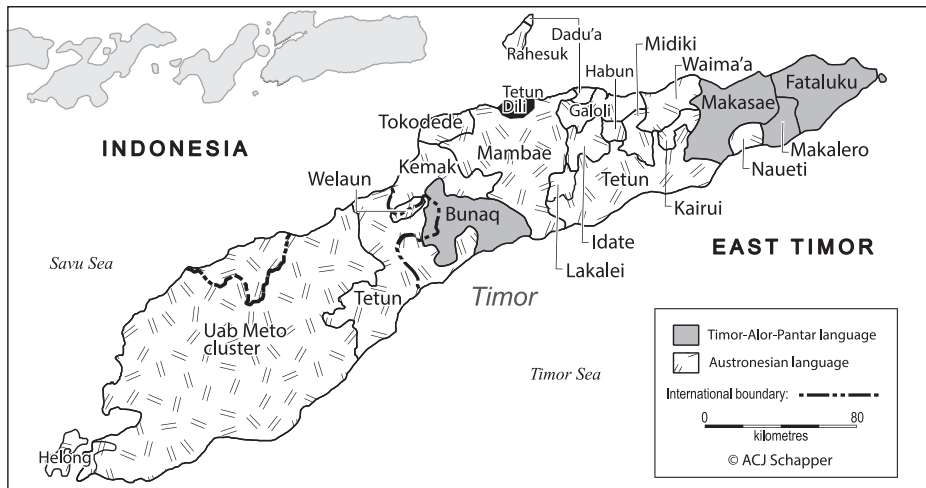 Dadu'a
Rahesuk
Midiki
Habun
Waima'a
Tetun
Dili
Galoli
Makasae
Fataluku
Tokodede
INDONESIA
Mambae
Makalero
Kemak
Naueti
Welaun
Tetun
Kairui
Bunaq
Idate
EAST TIMOR
Savu Sea
Lakalei
Tetun
Timor
Uab Meto
cluster
Timor Sea
Helong
Timor-Alor-Pantar language
Austronesian language
International boundary:
0 80
kilometres
© ACJ Schapper